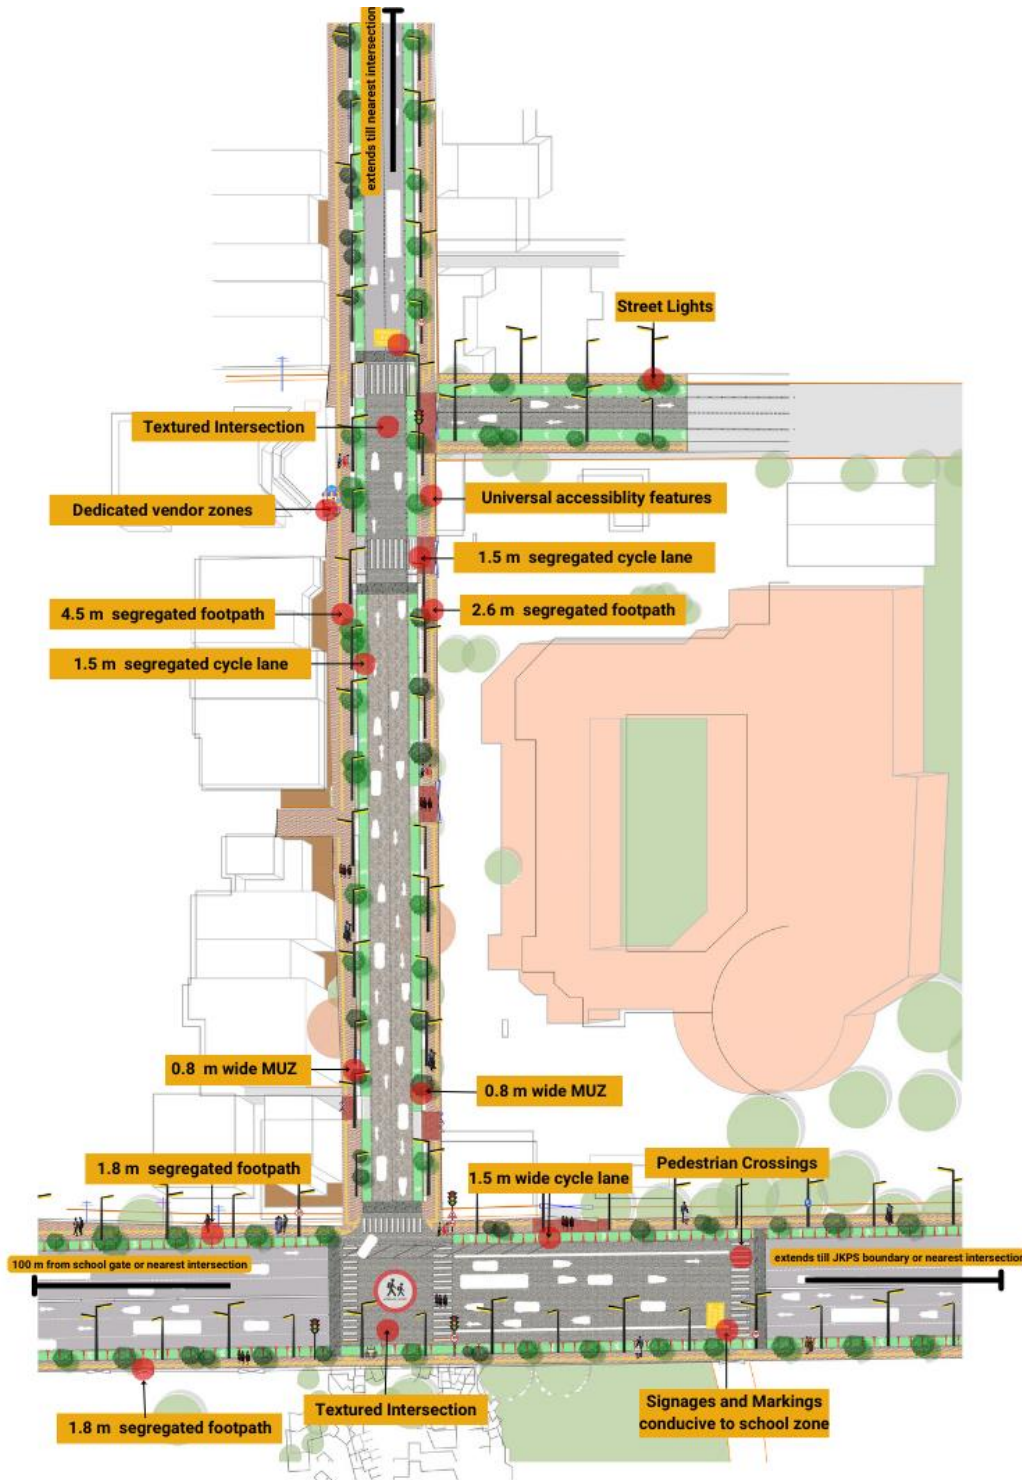 extends till nearest intersection
Street Lights
Textured Intersection
Universal accessiblity features
Dedicated vendor zones
1.5 m segregated cycle lane
4.5 m segregated footpath
2.6 m segregated footpath
1.5 m segregated cycle lane
0.8 m wide MUZ
0.8 m wide MUZ
1.8 m segregated footpath
1.5 m wide cycle lane
Pedestrian Crossings
100 m from school gate or nearest intersection
extends till JKPS boundary or nearest intersection
Textured Intersection
Signages and Markings
conducive to school zone
1.8 m segregated footpath